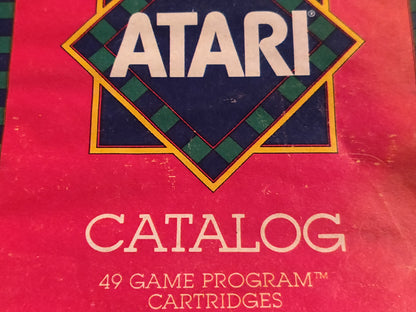 ATARI®
CATALOG
49 GAME PROGRAM™
CARTRIDGES